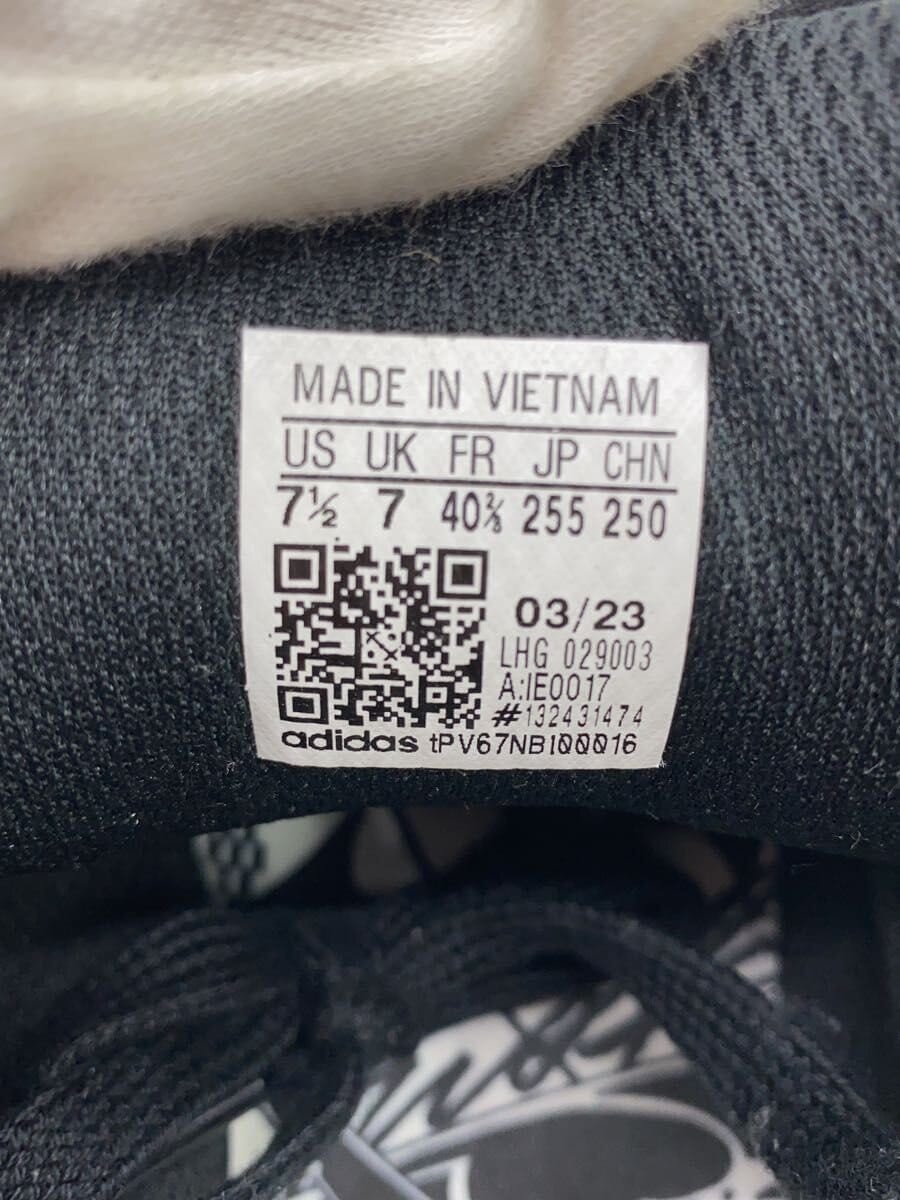 MADE IN VIETNAM
US UK FR JP CHN
7½ 7 40⅔ 255 250
03/23
LHG 029003
A:IE0017
#132431474
adidas tPV67NB100016